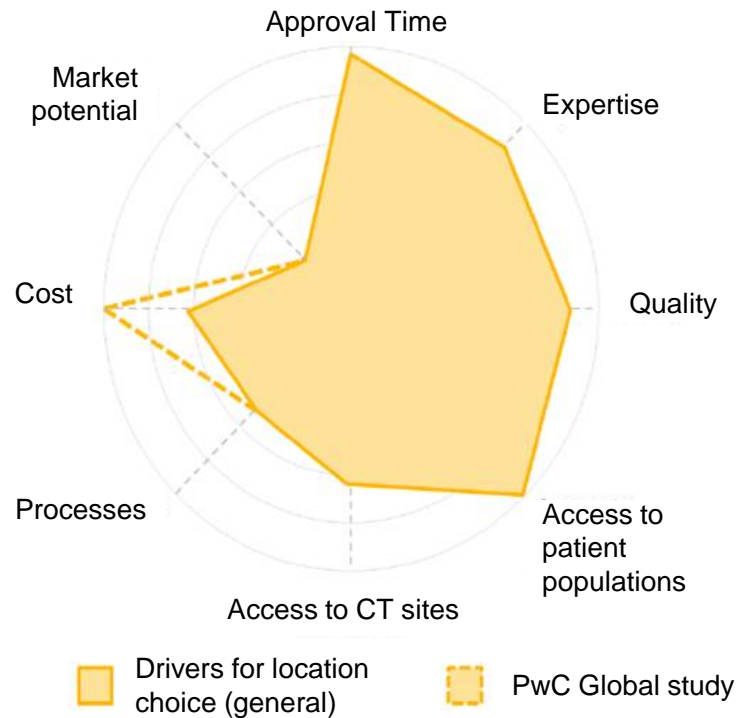 Approval Time
Market
potential
Expertise
Cost
Quality
Processes
Access to
patient
populations
Access to CT sites
Drivers for location
choice (general)
PwC Global study